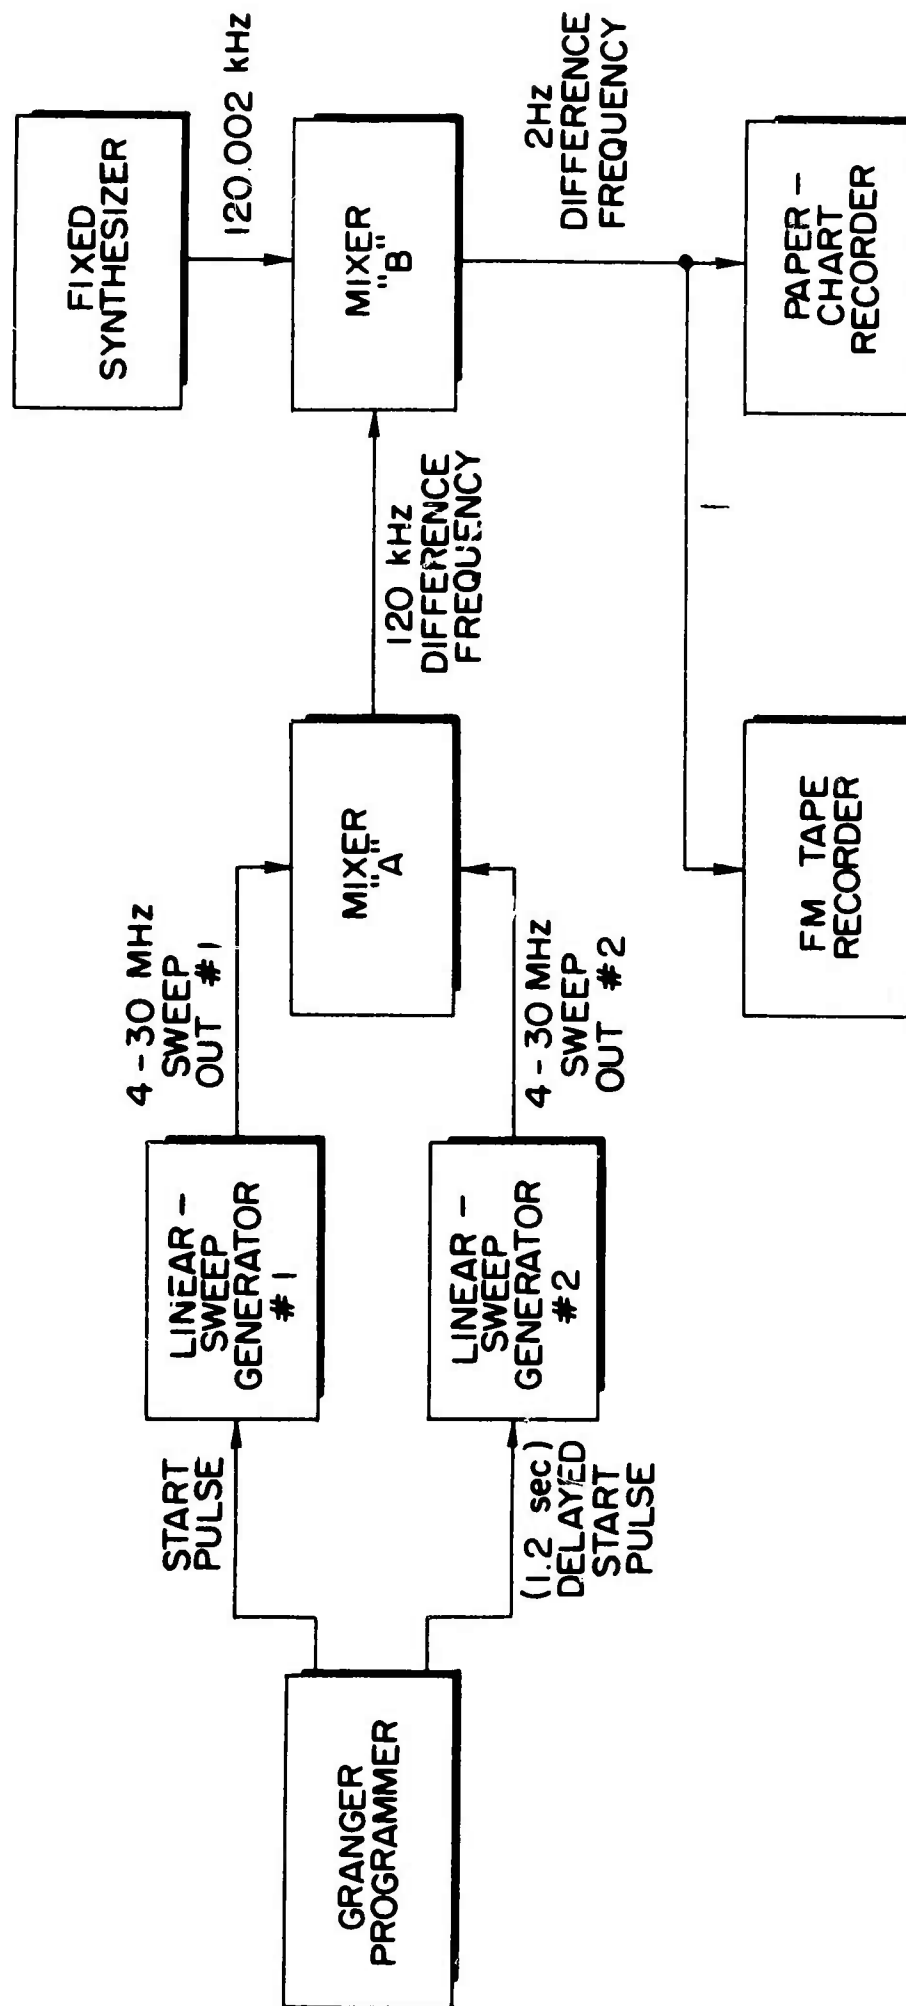 GRANGER
PROGRAMMER
START
PULSE
(1.2 sec)
DELAYED
START
PULSE
LINEAR-
SWEEP
GENERATOR
#1
LINEAR-
SWEEP
GENERATOR
#2
4-30 MHz
SWEEP
OUT #1
4-30 MHz
SWEEP
OUT #2
MIXER
"A"
120 kHz
DIFFERENCE
FREQUENCY
FIXED
SYNTHESIZER
120.002 kHz
MIXER
"B"
2Hz
DIFFERENCE
FREQUENCY
FM TAPE
RECORDER
PAPER-
CHART
RECORDER